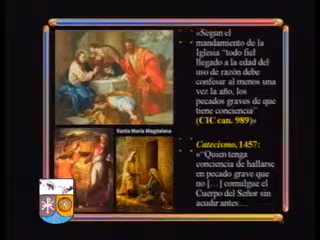 «Según el
mandamiento de la
Iglesia "todo fiel
llegado a la edad del
uso de razón debe
confesar al menos una
vez la año, los
pecados graves de que
tiene conciencia"
(CIC can. 989)»
Santa María Magdalena
Catecismo, 1457:
«"Quien tenga
conciencia de hallarse
en pecado grave que
no [...] comulgue el
Cuerpo del Señor sin
acudir antes...